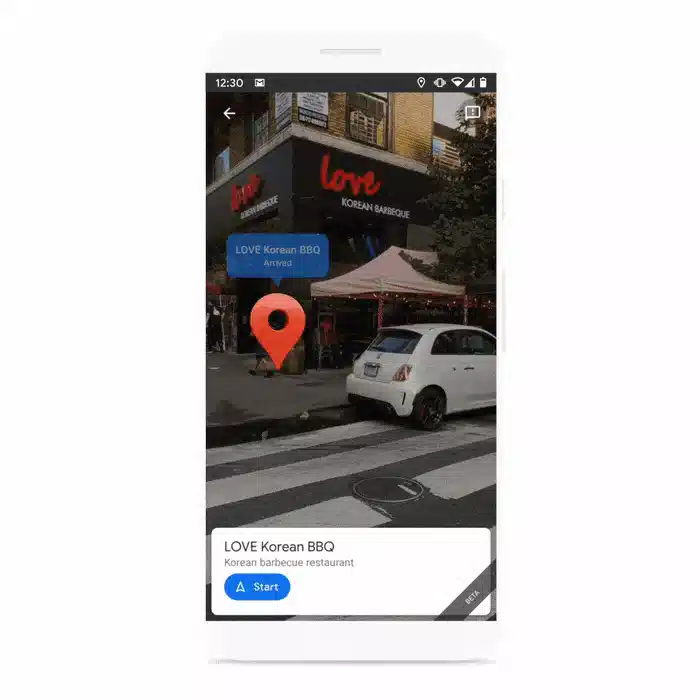 12:30
love
KOREAN BARBEQUE
love
KOREAN BARBEQUE
LOVE Korean BBQ
Arrived
LOVE Korean BBQ
Korean barbecue restaurant
Start
BETA